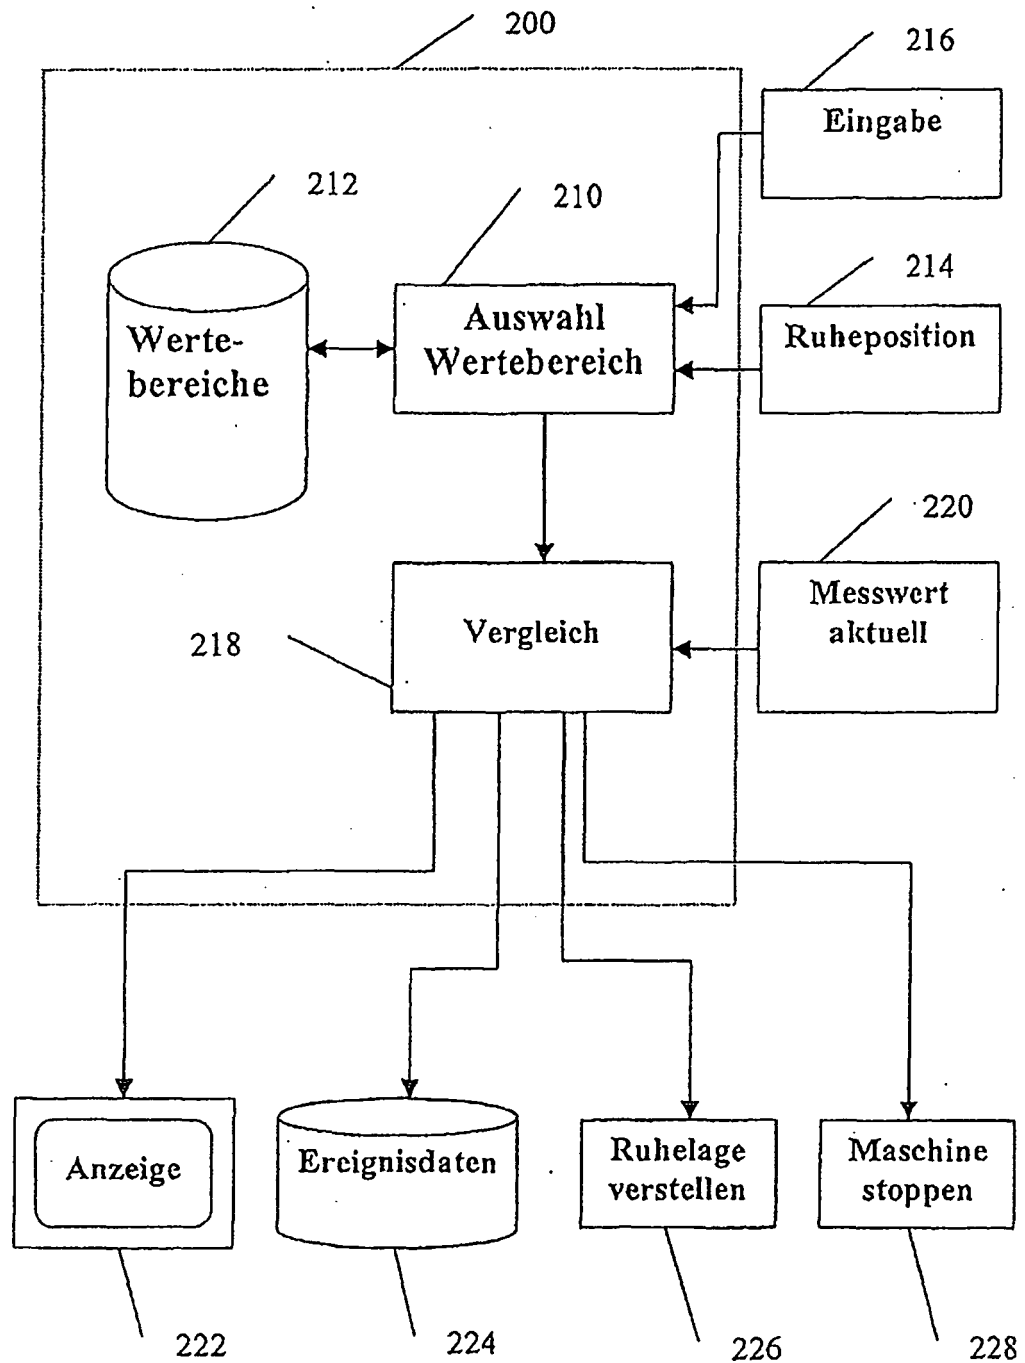 200
216
Eingabe
212
210
214
Werte-
bereiche
Auswahl
Wertebereich
Ruheposition
220
Messwert
aktuell
218
Vergleich
Anzeige
Ereignisdaten
Ruhelage
verstellen
Maschine
stoppen
222
224
226
228